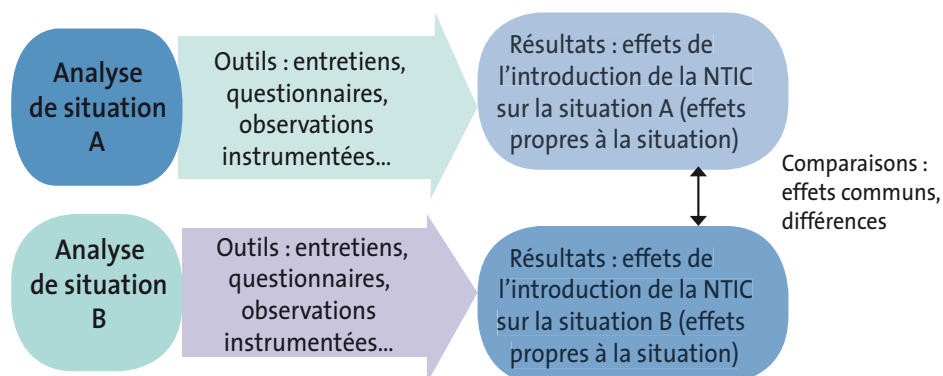 Analyse
de situation
A
Outils : entretiens,
questionnaires,
observations
instrumentées...
Résultats : effets de
l'introduction de la NTIC
sur la situation A (effets
propres à la situation)
Comparaisons :
effets communs,
différences
Analyse
de situation
B
Outils : entretiens,
questionnaires,
observations
instrumentées...
Résultats : effets de
l'introduction de la NTIC
sur la situation B (effets
propres à la situation)